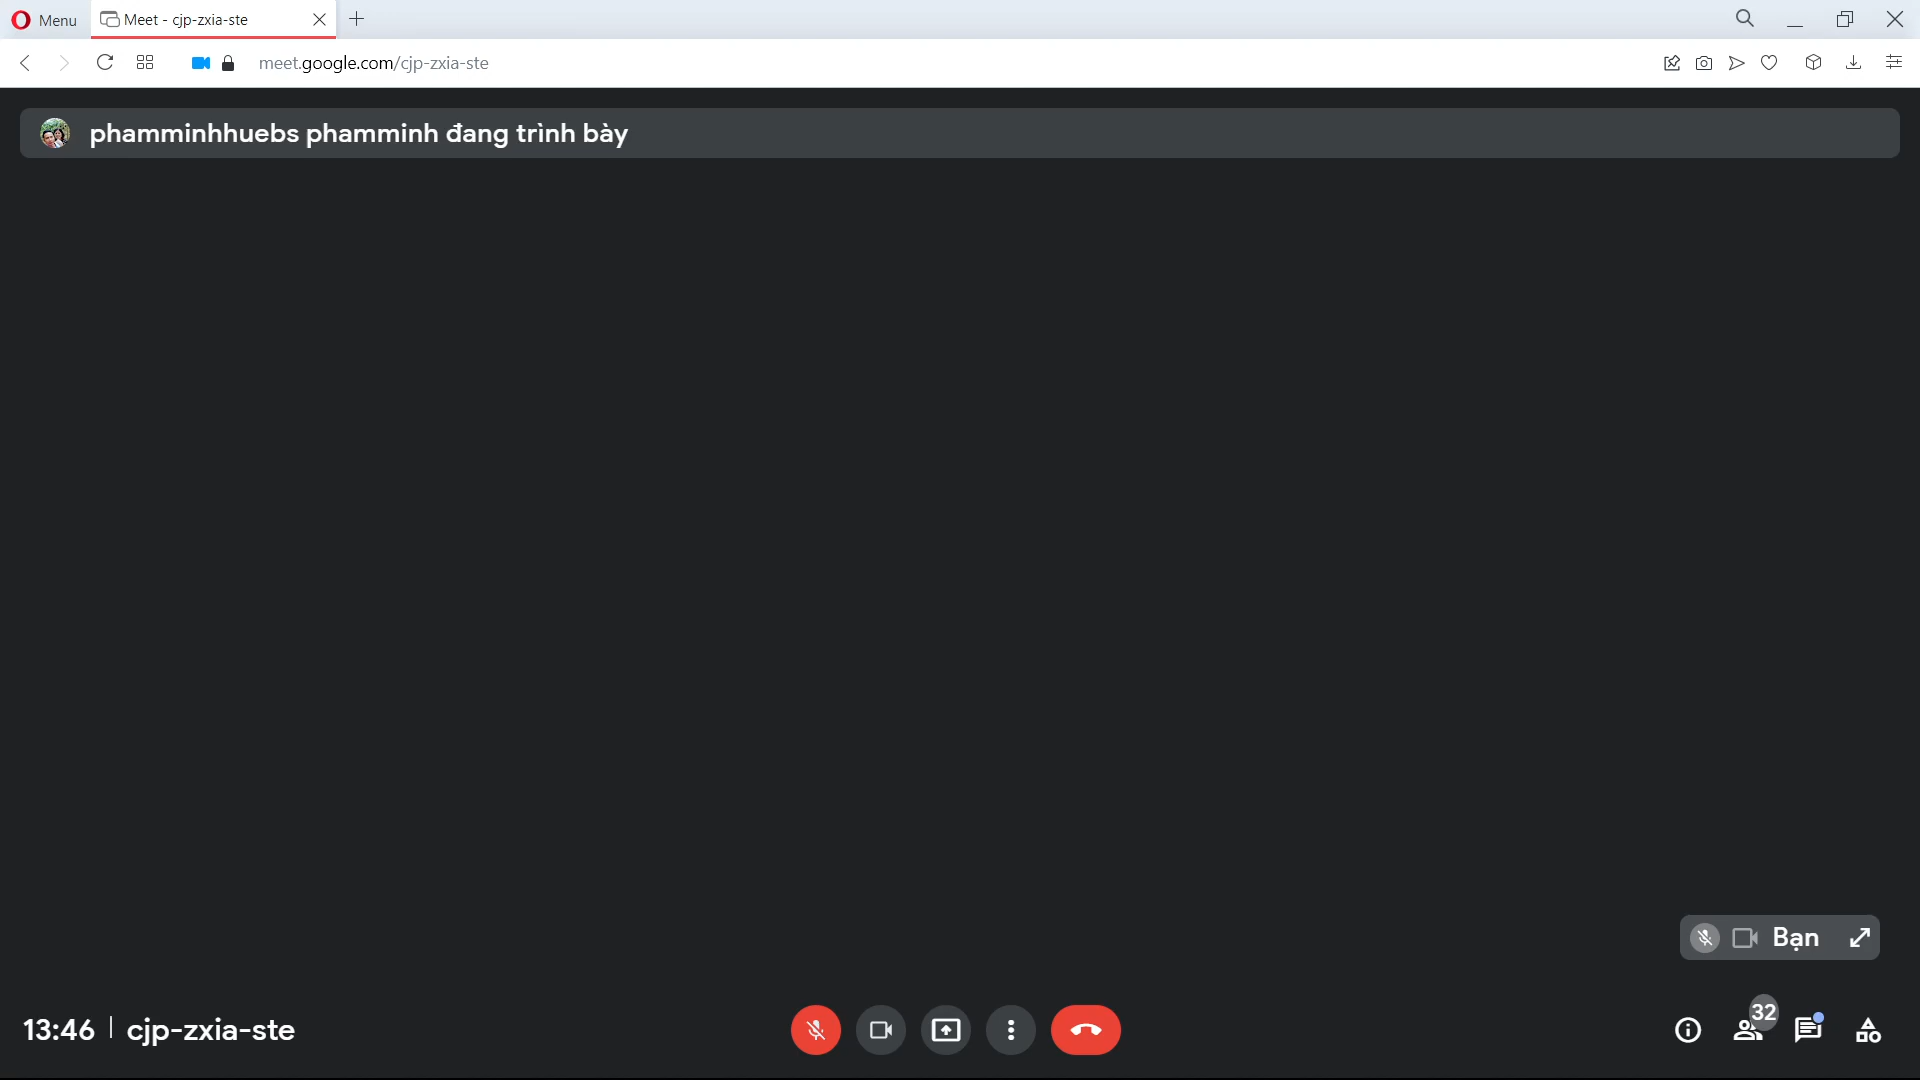 Menu
Meet - cjp-zxia-ste
meet.google.com/cjp-zxia-ste
phamminhhuebs phamminh đang trình bày
Bạn
13:46 | cjp-zxia-ste
32